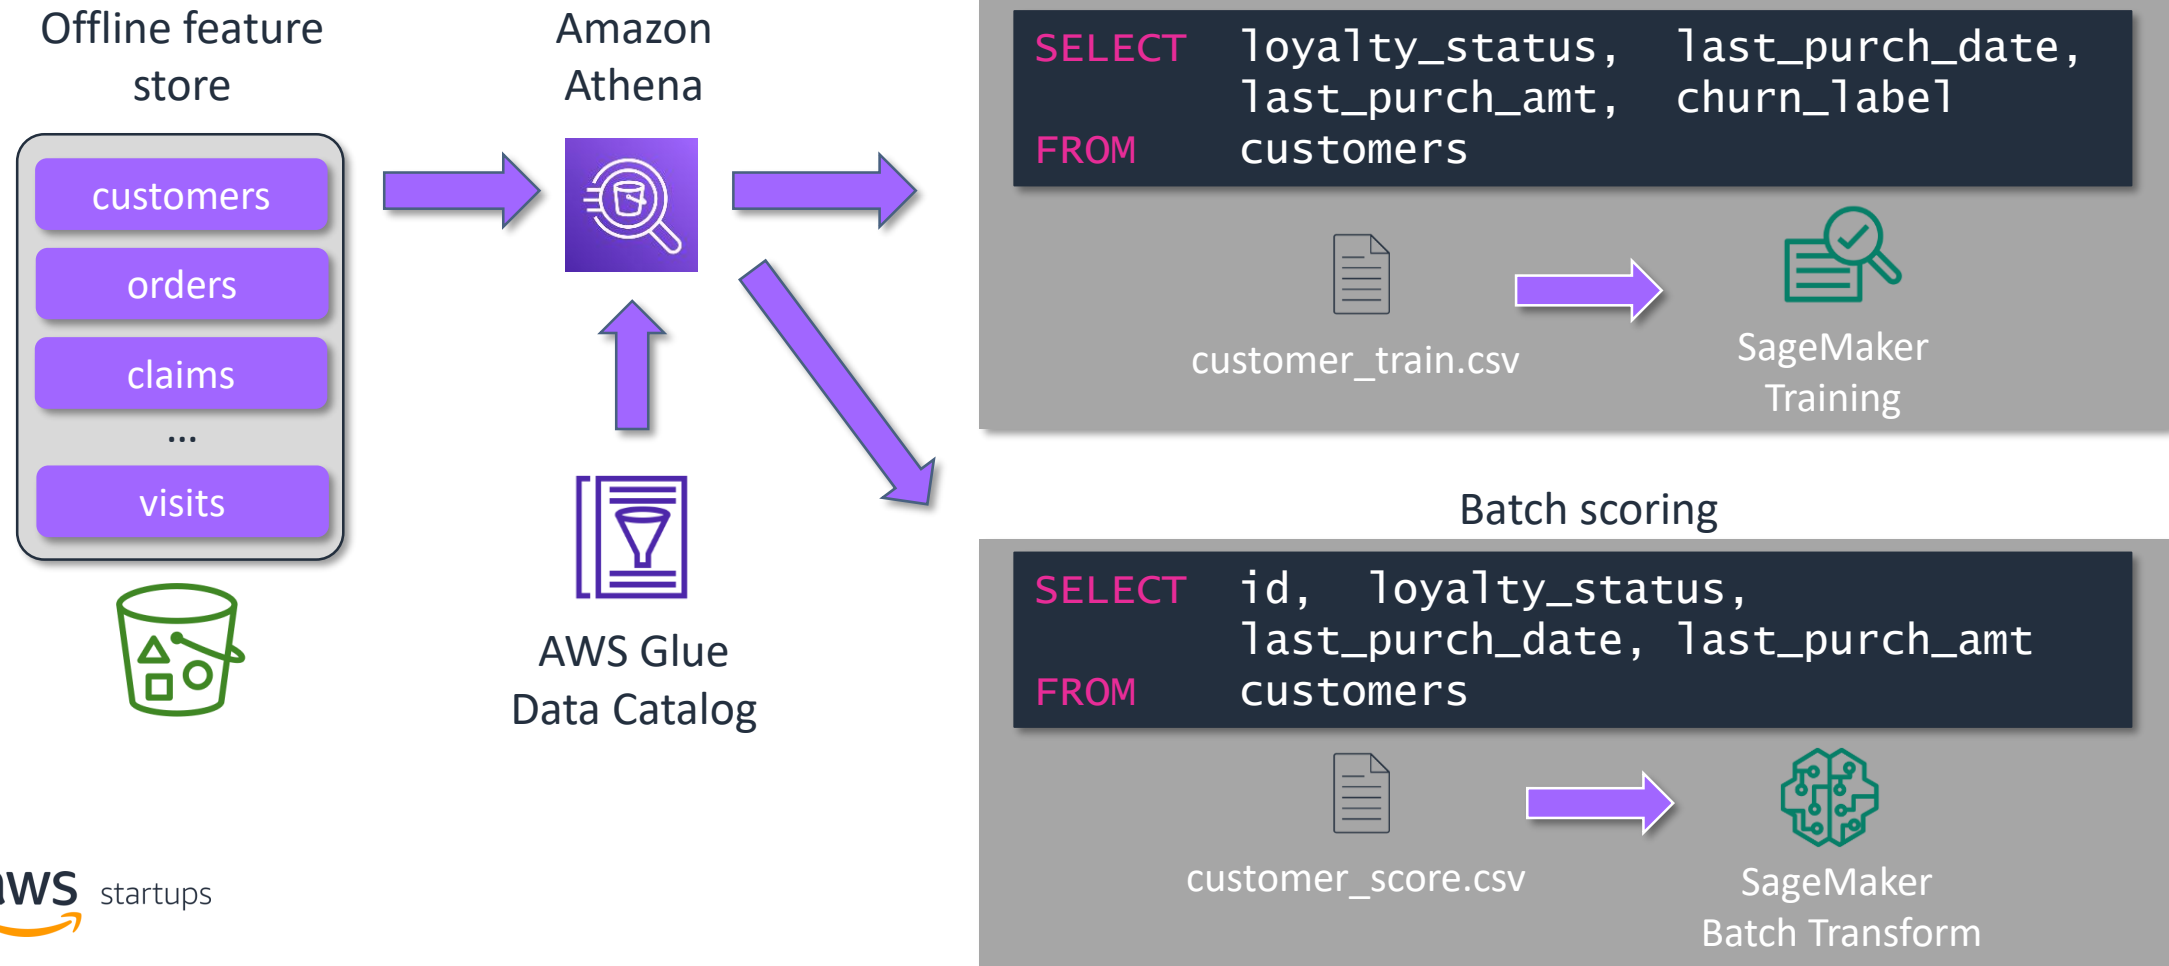 Offline feature
store
customers
orders
claims
...
visits
Amazon
Athena
AWS Glue
Data Catalog
SELECT loyalty_status, last_purch_date,
last_purch_amt, churn_label
FROM customers
customer_train.csv
SageMaker
Training
Batch scoring
SELECT id, loyalty_status,
last_purch_date, last_purch_amt
FROM customers
customer_score.csv
SageMaker
Batch Transform
aws startups